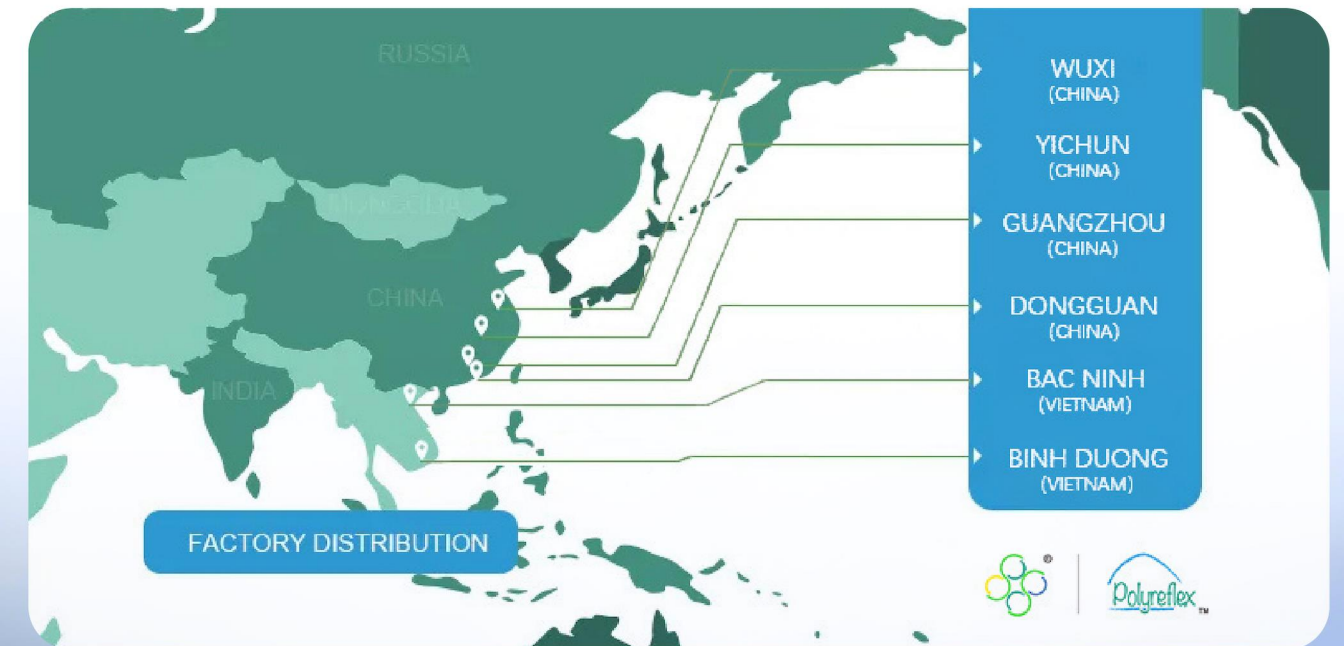 RUSSIA
MONGOLIA
CHINA
INDIA
WUXI
(CHINA)
YICHUN
(CHINA)
GUANGZHOU
(CHINA)
DONGGUAN
(CHINA)
BAC NINH
(VIETNAM)
BINH DUONG
(VIETNAM)
FACTORY DISTRIBUTION
®
Polyreflex™